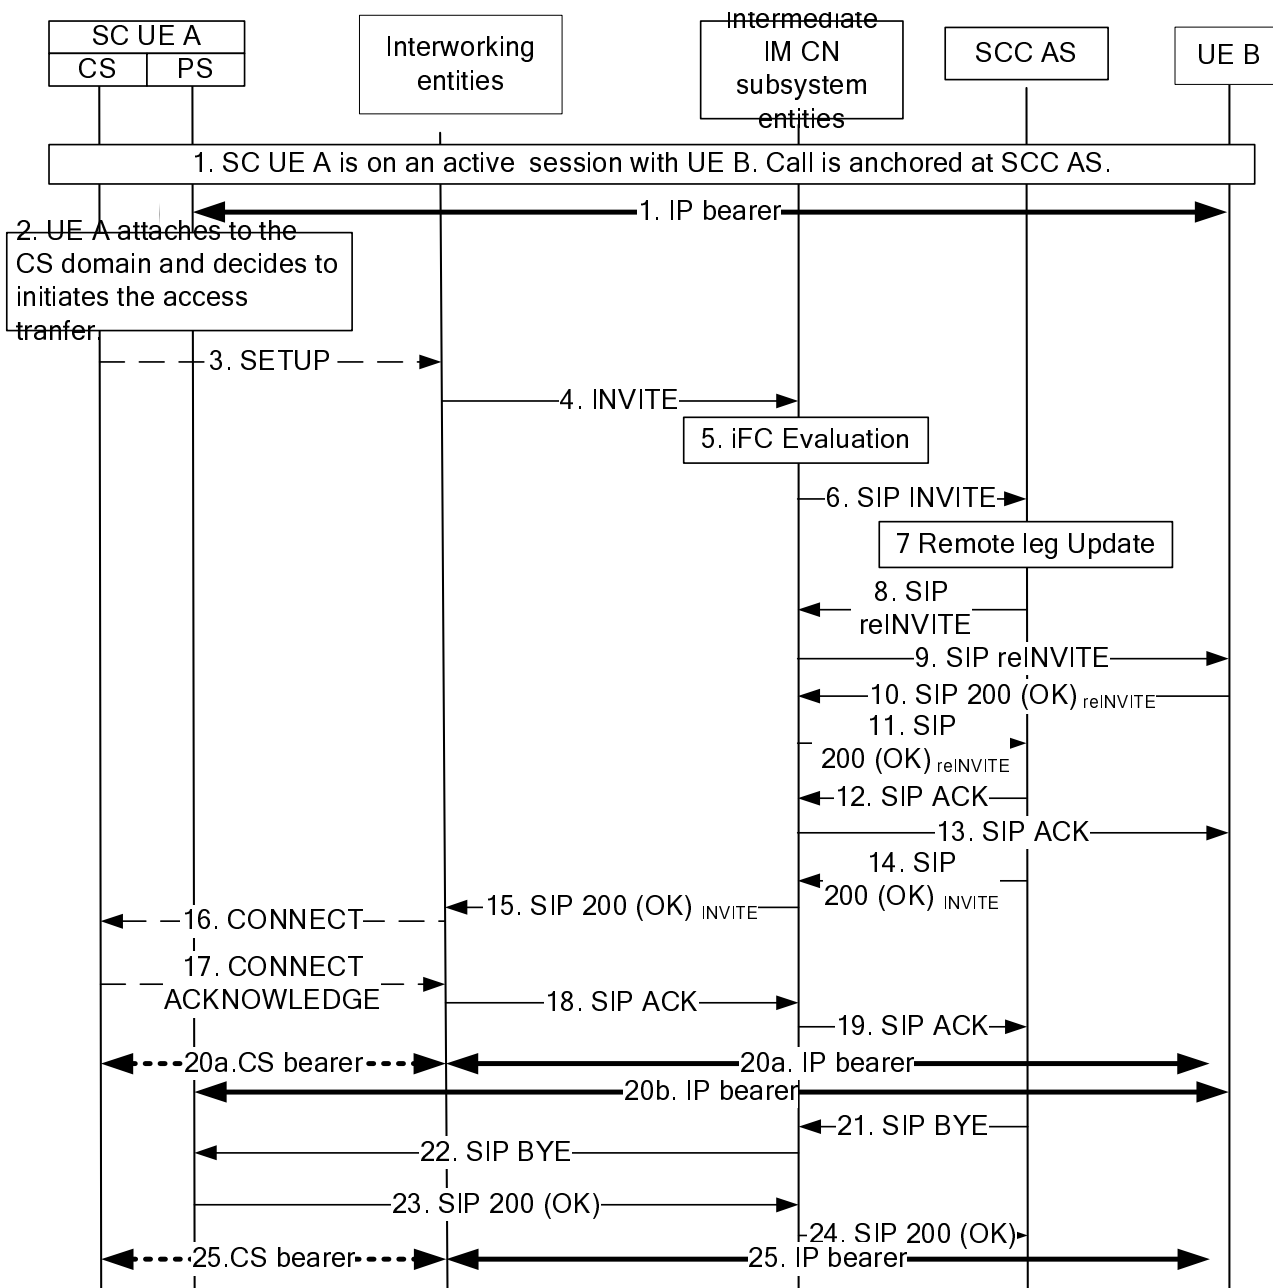 SC UE A
CS
PS
Interworking
entities
Intermediate
IM CN
subsystem
entities
SCC AS
UE B
1. SC UE A is on an active  session with UE B. Call is anchored at SCC AS.
1. IP bearer
2. UE A attaches to the
CS domain and decides to
initiates the access
tranfer.
3. SETUP
4. INVITE
5. iFC Evaluation
6. SIP INVITE
7 Remote leg Update
8. SIP
reINVITE
9. SIP reINVITE
10. SIP 200 (OK) reINVITE
11. SIP
200 (OK) reINVITE
12. SIP ACK
13. SIP ACK
14. SIP
200 (OK) INVITE
15. SIP 200 (OK) INVITE
16. CONNECT
17. CONNECT
ACKNOWLEDGE
18. SIP ACK
19. SIP ACK
20a.CS bearer
20a. IP bearer
20b. IP bearer
21. SIP BYE
22. SIP BYE
23. SIP 200 (OK)
24. SIP 200 (OK)
25.CS bearer
25. IP bearer